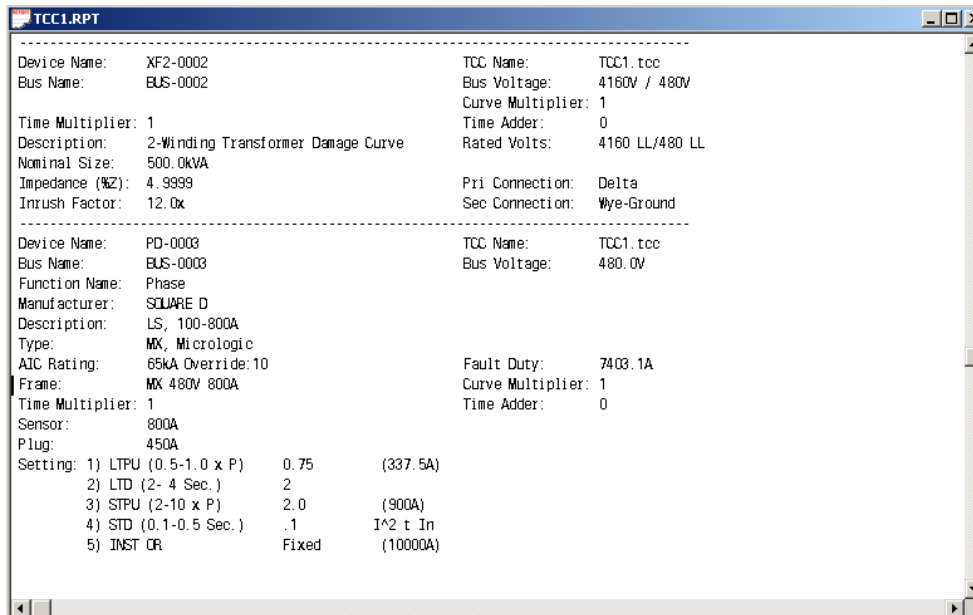 TCC1.RPT
Device Name: XF2-0002 TCC Name: TCC1.tcc
Bus Name: BUS-0002 Bus Voltage: 4160V / 480V
Curve Multiplier: 1
Time Multiplier: 1 Time Adder: 0
Description: 2-Winding Transformer Damage Curve Rated Volts: 4160 LL/480 LL
Nominal Size: 500.0kVA
Impedance (%Z): 4.9999 Pri Connection: Delta
Inrush Factor: 12.0x Sec Connection: Wye-Ground
Device Name: PD-0003 TCC Name: TCC1.tcc
Bus Name: BUS-0003 Bus Voltage: 480.0V
Function Name: Phase
Manufacturer: SQUARE D
Description: LS, 100-800A
Type: MX, Micrologic
AIC Rating: 65kA Override:10 Fault Duty: 7403.1A
Frame: MX 480V 800A Curve Multiplier: 1
Time Multiplier: 1 Time Adder: 0
Sensor: 800A
Plug: 450A
Setting: 1) LTPU (0.5-1.0 x P) 0.75 (337.5A)
2) LTD (2- 4 Sec.) 2
3) STPU (2-10 x P) 2.0 (900A)
4) STD (0.1-0.5 Sec.) .1 I^2 t In
5) INST OR Fixed (10000A)